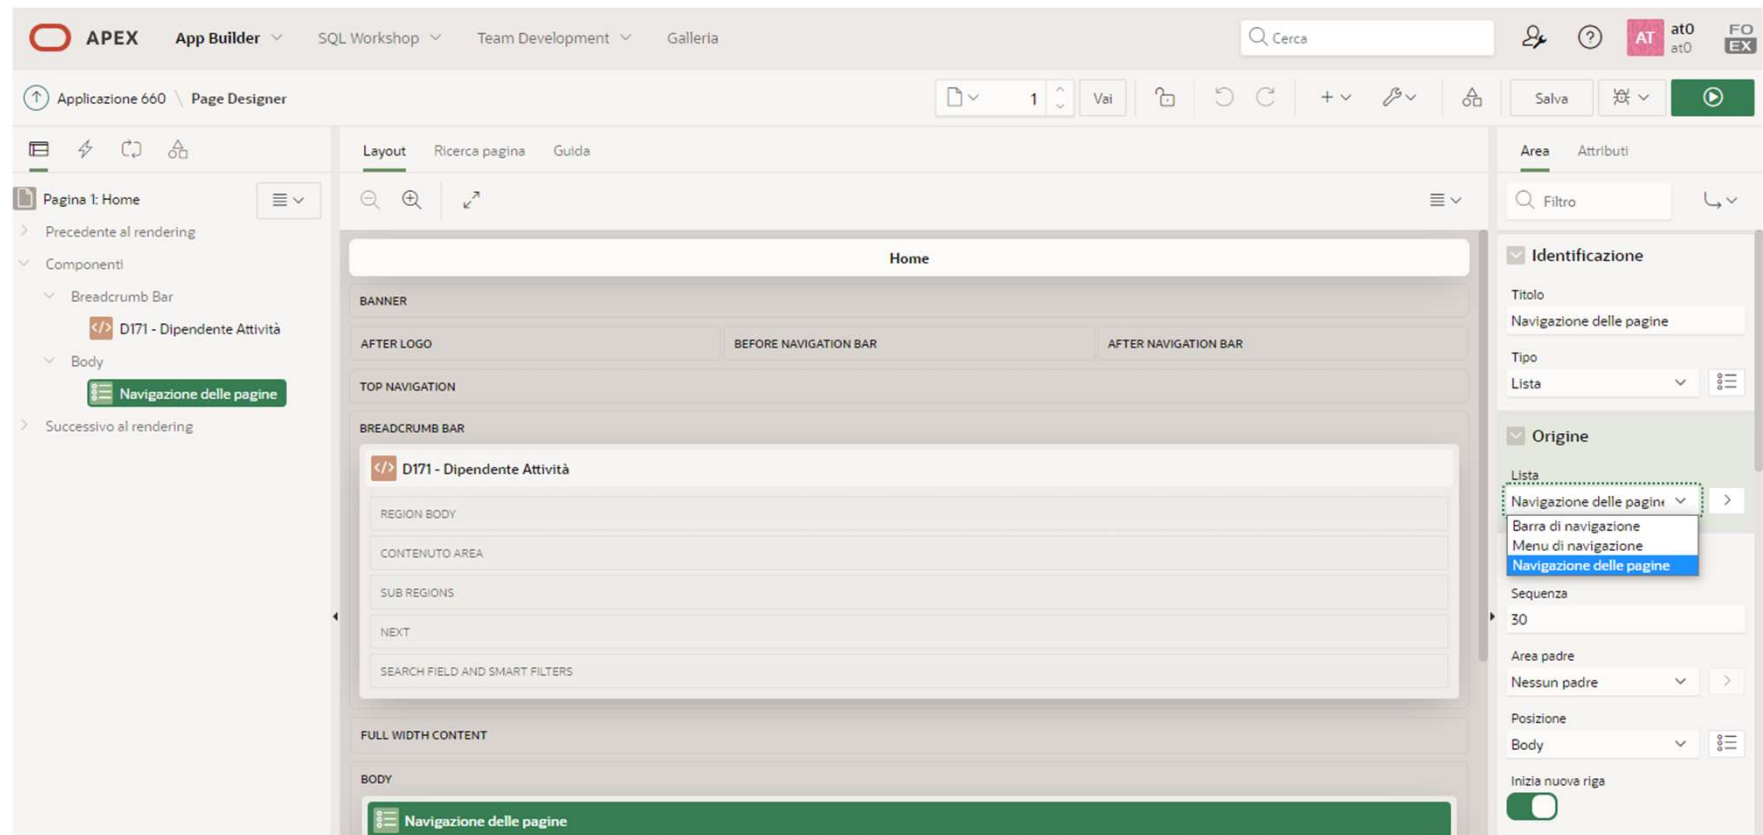 APEX App Builder SQL Workshop Team Development Galleria Cerca AT at0 at0 FO EX
Applicazione 660 \ Page Designer 1 Vai Salva
Layout Ricerca pagina Guida
Area Attributi
Pagina 1: Home
Filtro
Precedente al rendering
Componenti
Breadcrumb Bar
D171 - Dipendente Attività
Body
Navigazione delle pagine
Successivo al rendering
Home
BANNER
AFTER LOGO BEFORE NAVIGATION BAR AFTER NAVIGATION BAR
TOP NAVIGATION
BREADCRUMB BAR
D171 - Dipendente Attività
REGION BODY
CONTENUTO AREA
SUB REGIONS
NEXT
SEARCH FIELD AND SMART FILTERS
FULL WIDTH CONTENT
BODY
Navigazione delle pagine
Identificazione
Titolo
Navigazione delle pagine
Tipo
Lista
Origine
Lista
Navigazione delle pagine
Barra di navigazione
Menu di navigazione
Navigazione delle pagine
Sequenza
30
Area padre
Nessun padre
Posizione
Body
Inizia nuova riga